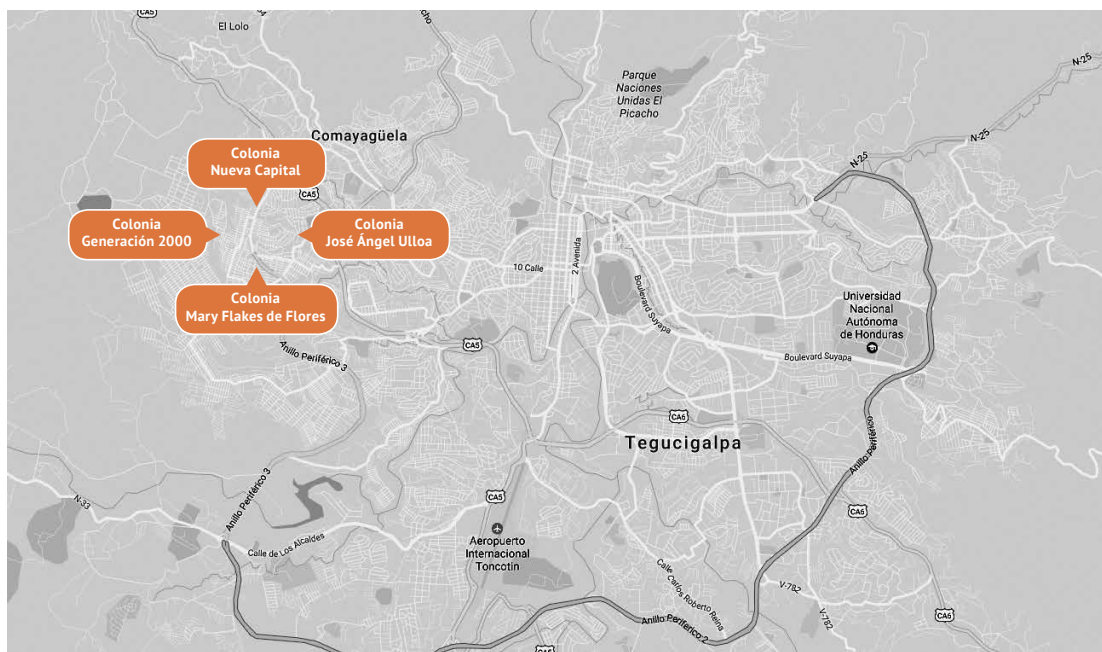 CA5
El Lolo
N-25
Parque
Naciones
Unidas El
Picacho
Comayagüela
N-25
Colonia
Nueva Capital
N-25
CA5
Colonia
Generación 2000
Colonia
José Ángel Ulloa
10 Calle
2 Avenida
Colonia
Mary Flakes de Flores
Boulevard Suyapa
Universidad
Nacional
Autónoma
de Honduras
CA5
Anillo Periférico 3
Boulevard Suyapa
Tegucigalpa
Anillo Periférico
Anillo Periférico 3
N-33
CA5
Calle de Los Alcaldes
Aeropuerto
Internacional
Toncotín
Calle Carlos Roberto Reina
V-782
V-782
Anillo Periférico 2
CA5